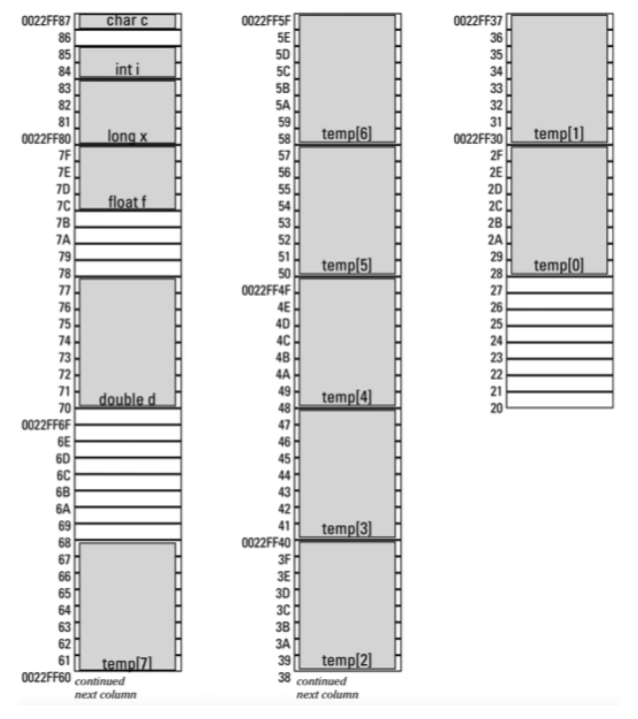 0022FF87 char c
86
85
84 int i
83
82
81
0022FF80 long x
7F
7E
7D
7C float f
7B
7A
79
78
77
76
75
74
73
72
71 double d
70
0022FF6F
6E
6D
6C
6B
6A
69
68
67
66
65
64
63
62
61 temp[7]
0022FF60 continued
next column
0022FF5F
5E
5D
5C
5B
5A
59
58 temp[6]
57
56
55
54
53
52
51
50 temp[5]
0022FF4F
4E
4D
4C
4B
4A
49 temp[4]
48
47
46
45
44
43
42
41 temp[3]
0022FF40
3F
3E
3D
3C
3B
3A
39 temp[2]
38 continued
next column
0022FF37
36
35
34
33
32
31
0022FF30 temp[1]
2F
2E
2D
2C
2B
2A
29
28 temp[0]
27
26
25
24
23
22
21
20